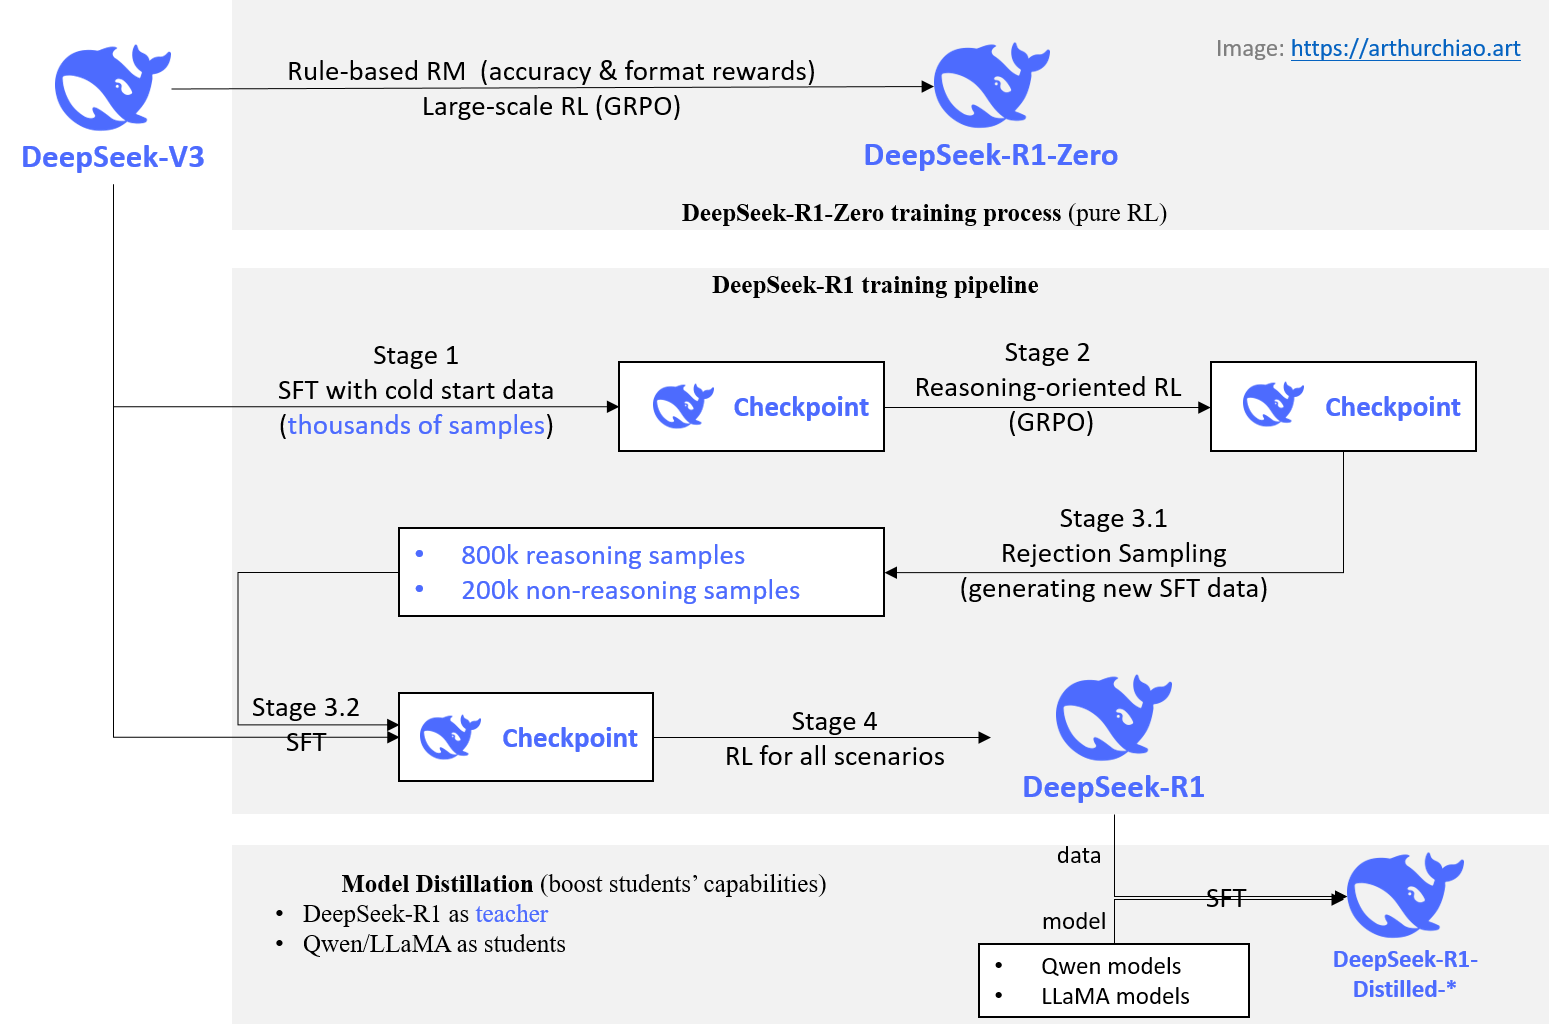 Image: https://arthurchiao.art
Rule-based RM  (accuracy & format rewards)
Large-scale RL (GRPO)
DeepSeek-V3
DeepSeek-R1-Zero
DeepSeek-R1-Zero training process (pure RL)
DeepSeek-R1 training pipeline
Stage 1
SFT with cold start data
(thousands of samples)
Checkpoint
Stage 2
Reasoning-oriented RL
(GRPO)
Checkpoint
Stage 3.1
Rejection Sampling
(generating new SFT data)
• 800k reasoning samples
• 200k non-reasoning samples
Stage 3.2
SFT
Checkpoint
Stage 4
RL for all scenarios
DeepSeek-R1
Model Distillation (boost students’ capabilities)
• DeepSeek-R1 as teacher
• Qwen/LLaMA as students
data
SFT
model
• Qwen models
• LLaMA models
DeepSeek-R1-
Distilled-*